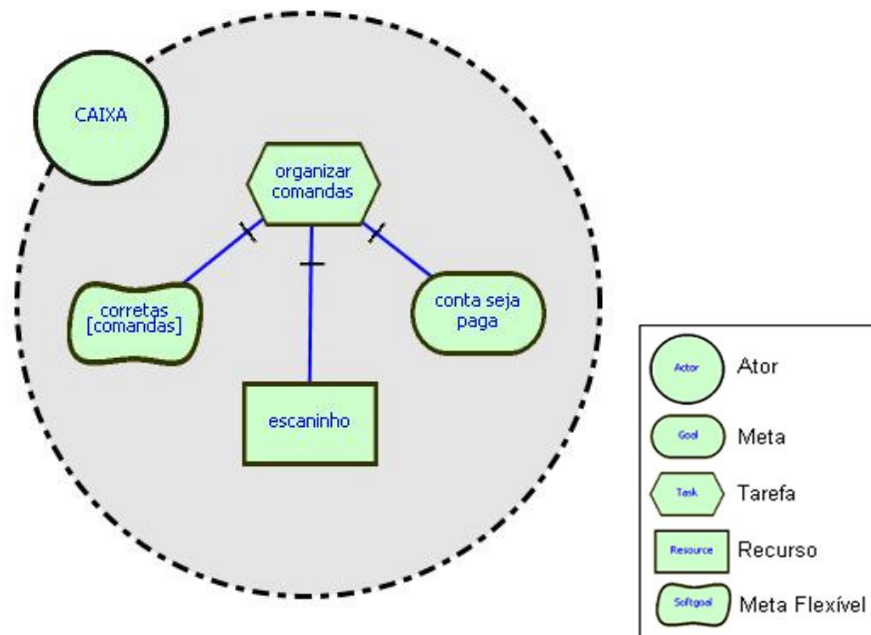 CAIXA
organizar
comandas
corretas
[comandas]
conta seja
paga
escaninho
Actor Ator
Goal Meta
Task Tarefa
Resource Recurso
Softgoal Meta Flexível